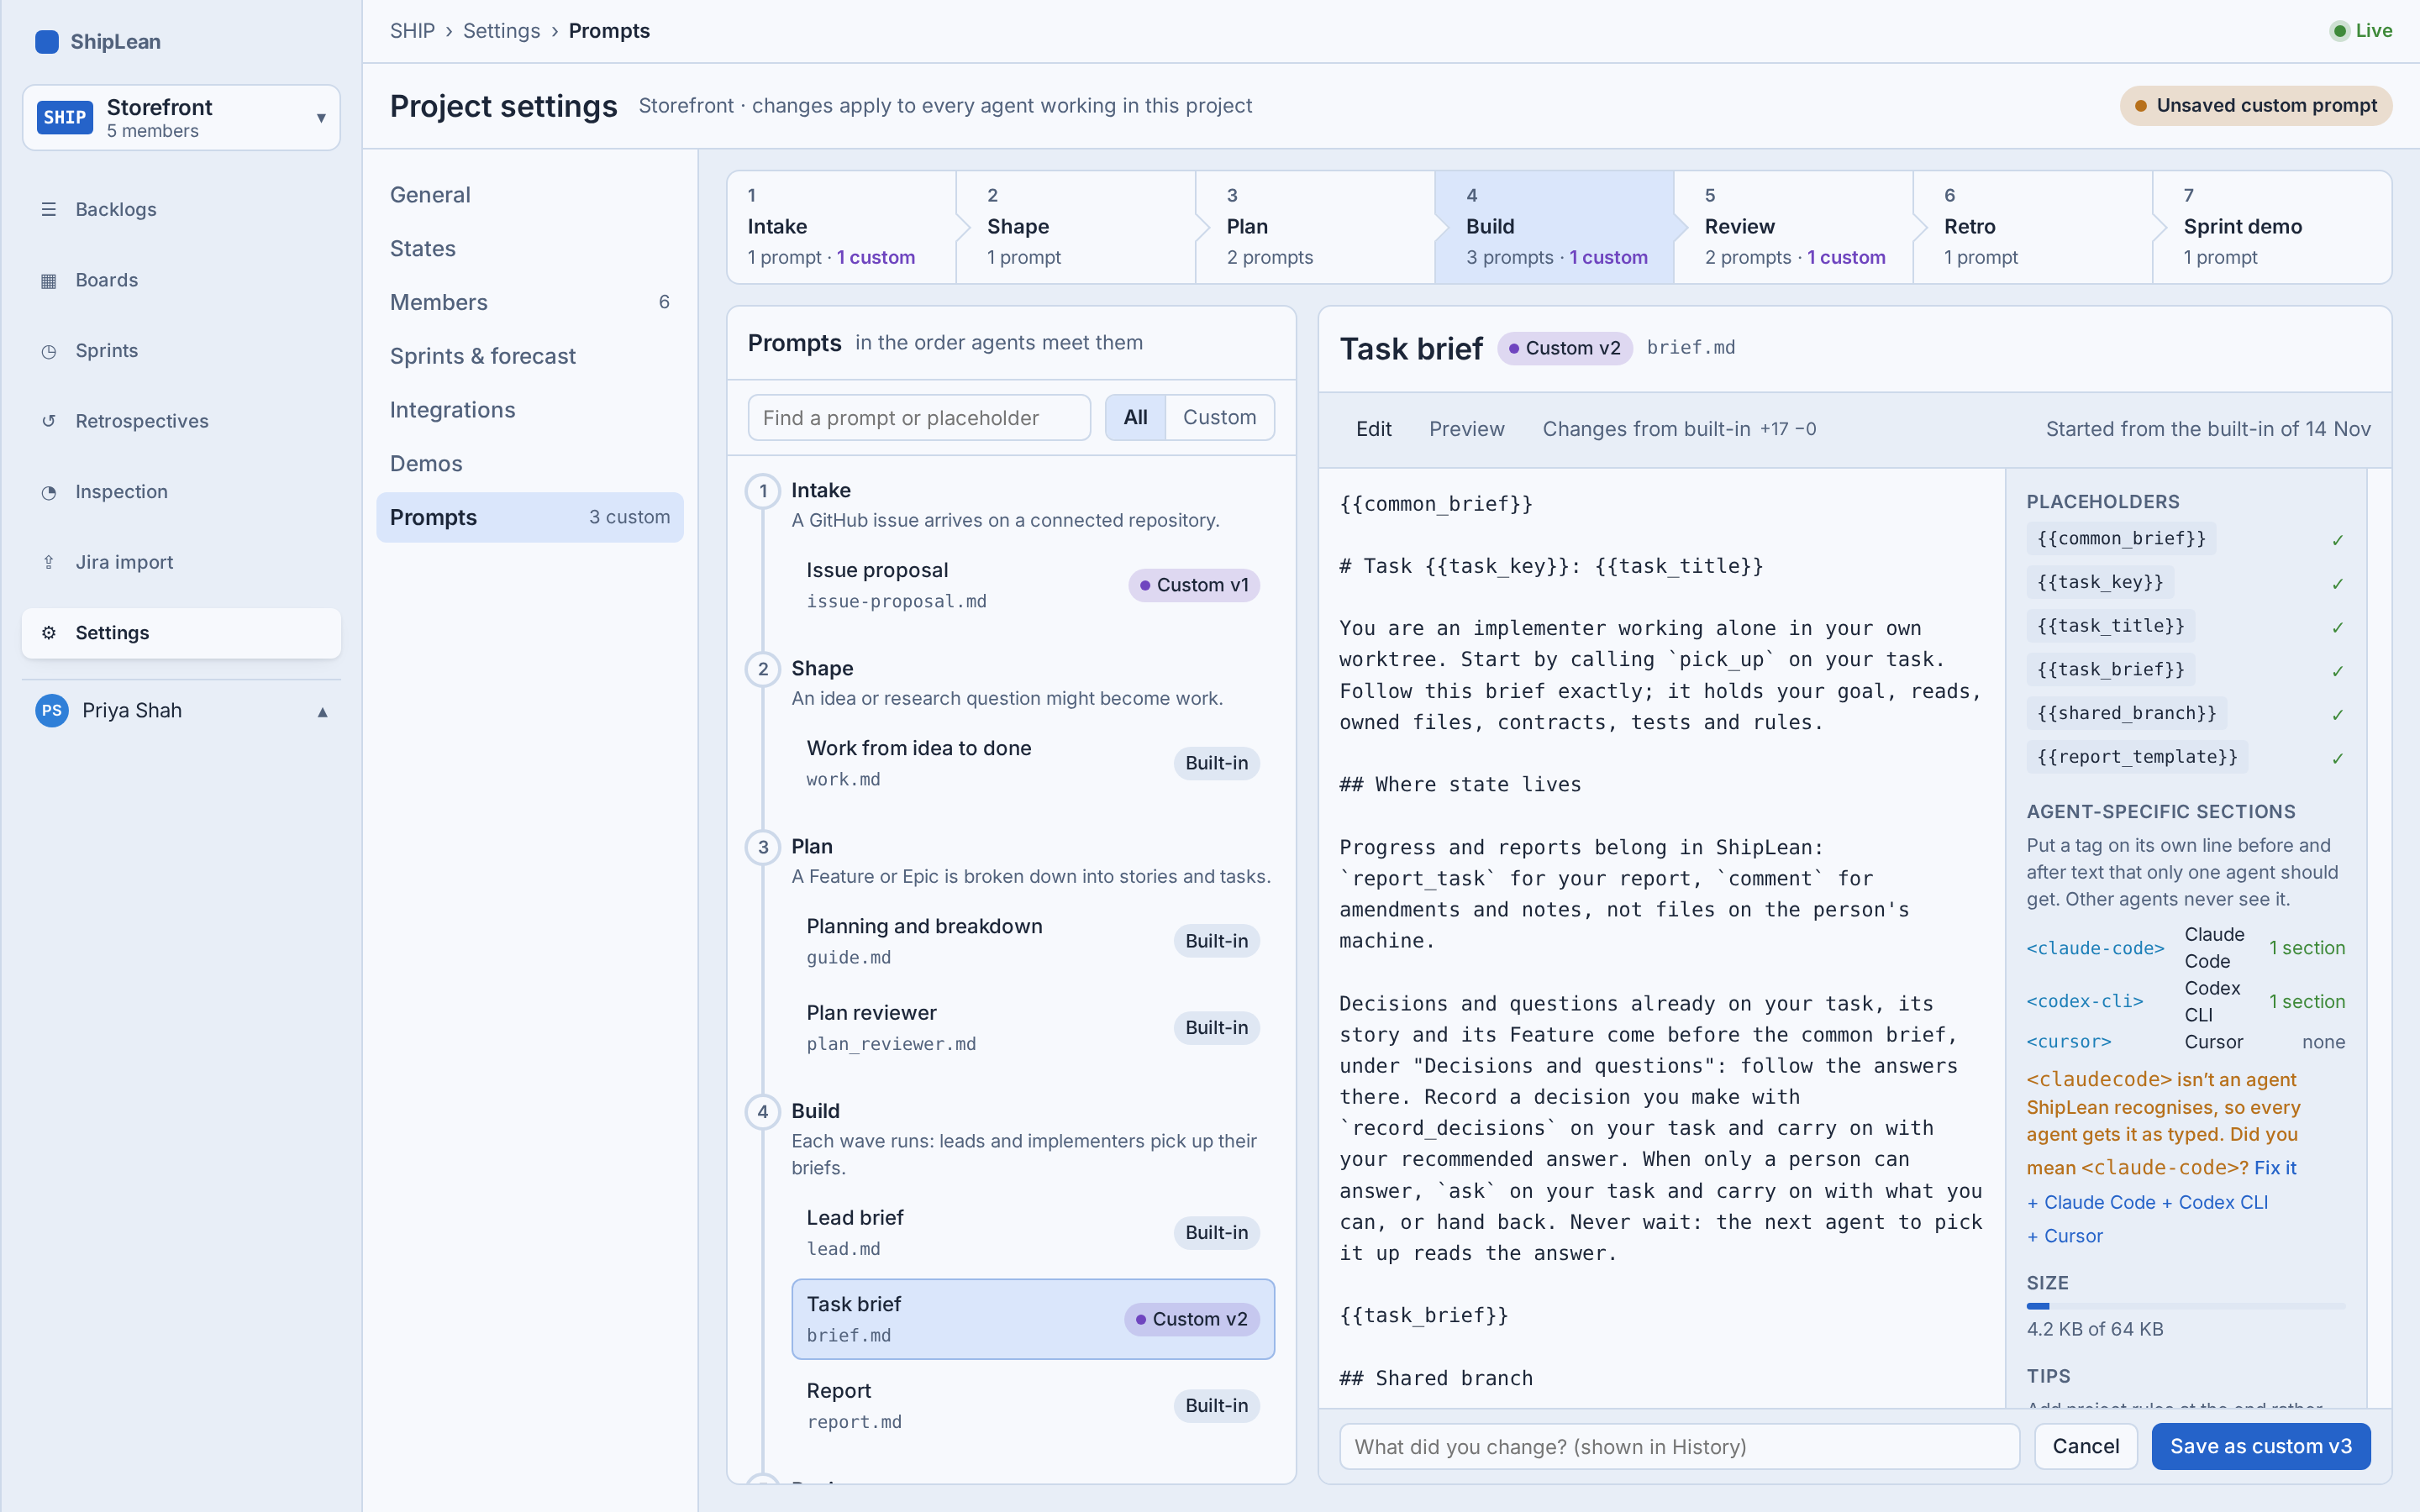 ShipLean
SHIP
Storefront
5 members
Backlogs
Boards
Sprints
Retrospectives
Inspection
Jira import
Settings
PS
Priya Shah
SHIP › Settings › Prompts
Live
Project settings
Storefront · changes apply to every agent working in this project
Unsaved custom prompt
General
States
Members 6
Sprints & forecast
Integrations
Demos
Prompts 3 custom
1
Intake
1 prompt · 1 custom
2
Shape
1 prompt
3
Plan
2 prompts
4
Build
3 prompts · 1 custom
5
Review
2 prompts · 1 custom
6
Retro
1 prompt
7
Sprint demo
1 prompt
Prompts in the order agents meet them
Find a prompt or placeholder
All
Custom
1
Intake
A GitHub issue arrives on a connected repository.
Issue proposal
issue-proposal.md
Custom v1
2
Shape
An idea or research question might become work.
Work from idea to done
work.md
Built-in
3
Plan
A Feature or Epic is broken down into stories and tasks.
Planning and breakdown
guide.md
Built-in
Plan reviewer
plan_reviewer.md
Built-in
4
Build
Each wave runs: leads and implementers pick up their
briefs.
Lead brief
lead.md
Built-in
Task brief
brief.md
Custom v2
Report
report.md
Built-in
Task brief
Custom v2
brief.md
Edit
Preview
Changes from built-in +17 −0
Started from the built-in of 14 Nov
{{common_brief}}
# Task {{task_key}}: {{task_title}}
You are an implementer working alone in your own
worktree. Start by calling `pick_up` on your task.
Follow this brief exactly; it holds your goal, reads,
owned files, contracts, tests and rules.
## Where state lives
Progress and reports belong in ShipLean:
`report_task` for your report, `comment` for
amendments and notes, not files on the person's
machine.
Decisions and questions already on your task, its
story and its Feature come before the common brief,
under "Decisions and questions": follow the answers
there. Record a decision you make with
`record_decisions` on your task and carry on with
your recommended answer. When only a person can
answer, `ask` on your task and carry on with what you
can, or hand back. Never wait: the next agent to pick
it up reads the answer.
{{task_brief}}
## Shared branch
PLACEHOLDERS
{{common_brief}} ✓
{{task_key}} ✓
{{task_title}} ✓
{{task_brief}} ✓
{{shared_branch}} ✓
{{report_template}} ✓
AGENT-SPECIFIC SECTIONS
Put a tag on its own line before and
after text that only one agent should
get. Other agents never see it.
<claude-code> Claude Code 1 section
<codex-cli> Codex CLI 1 section
<cursor> Cursor none
<claudecode> isn't an agent
ShipLean recognises, so every
agent gets it as typed. Did you
mean <claude-code>? Fix it
+ Claude Code + Codex CLI
+ Cursor
SIZE
4.2 KB of 64 KB
TIPS
What did you change? (shown in History)
Cancel
Save as custom v3